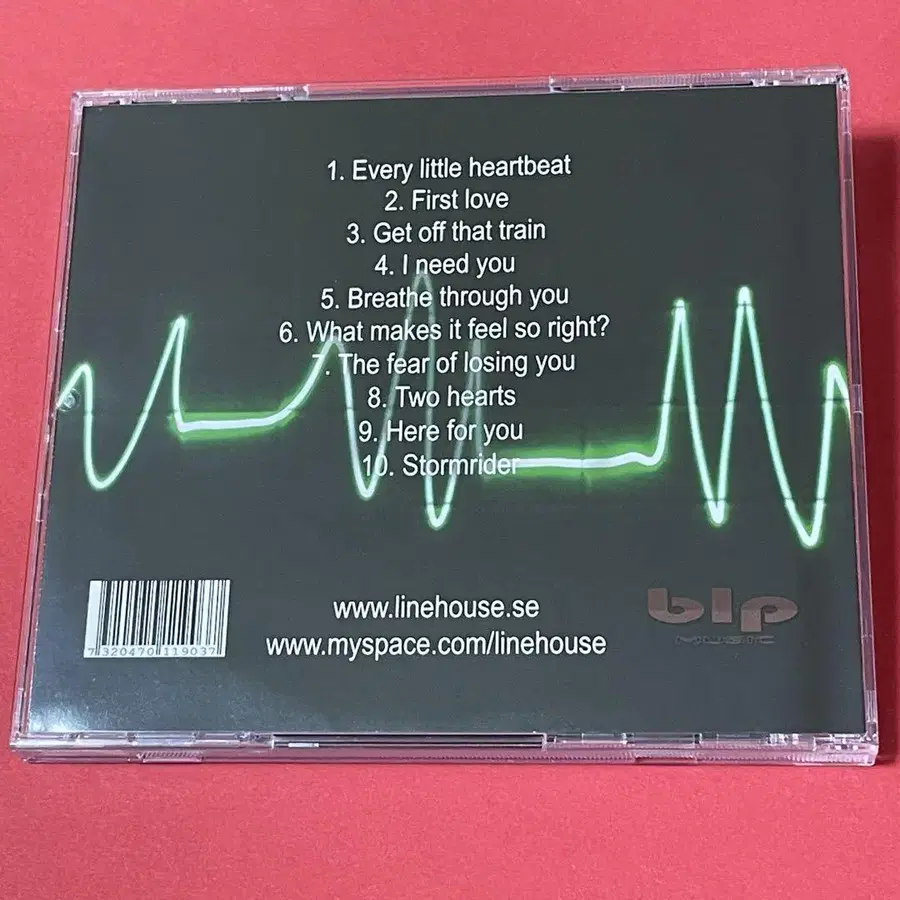 1. Every little heartbeat
2. First love
3. Get off that train
4. I need you
5. Breathe through you
6. What makes it feel so right?
7. The fear of losing you
8. Two hearts
9. Here for you
10. Stormrider
www.linehouse.se
www.myspace.com/linehouse
blp
MUSIC
7 320470 119037